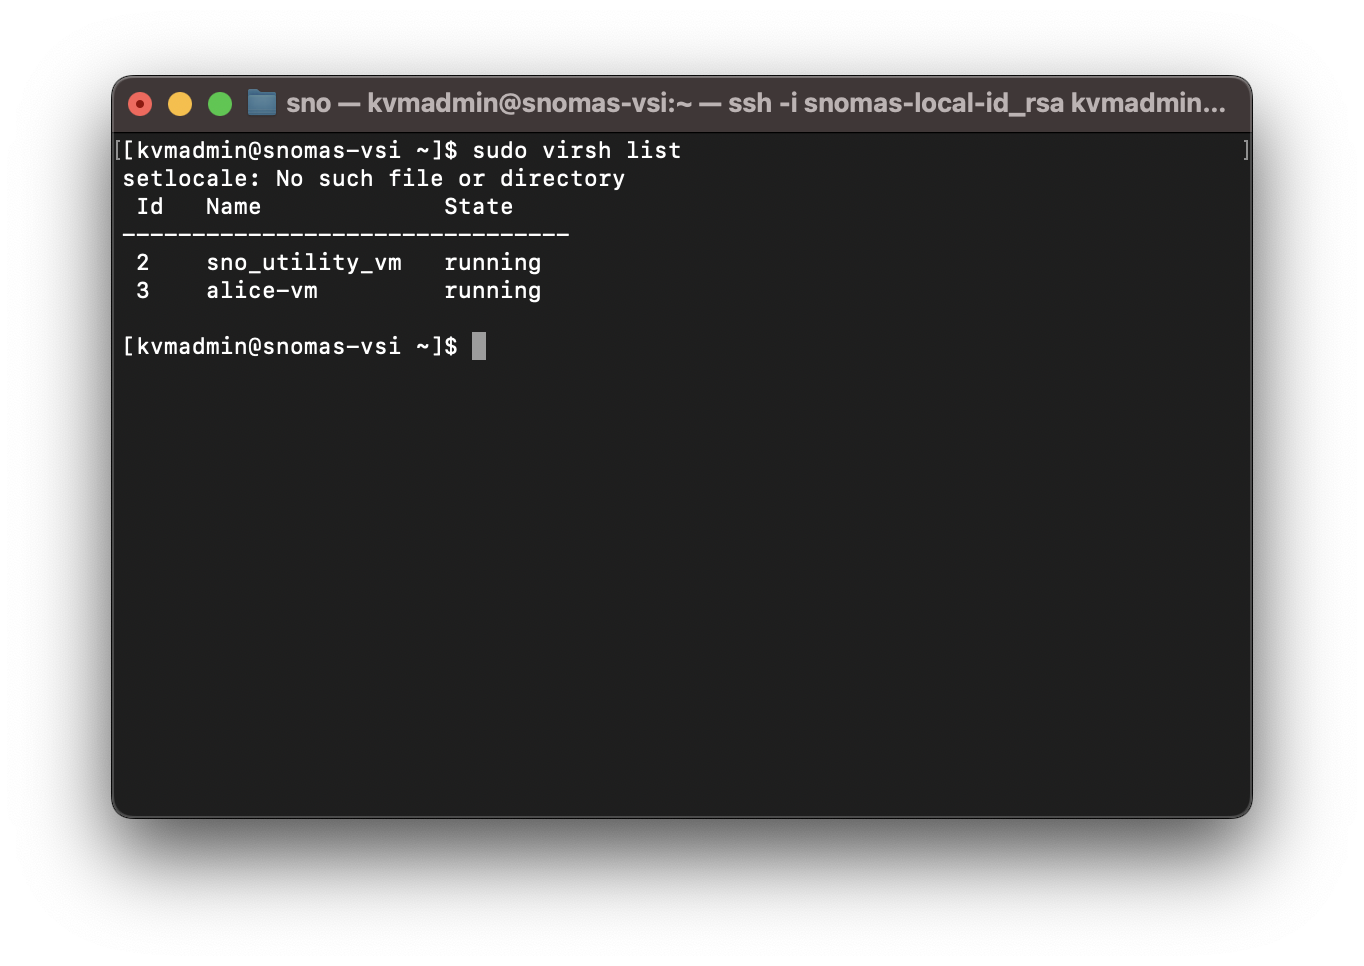 sno — kvmadmin@snomas-vsi:~ — ssh -i snomas-local-id_rsa kvmadmin...
[[kvmadmin@snomas-vsi ~]$ sudo virsh list ]
setlocale: No such file or directory
 Id   Name             State
--------------------------------
 2    sno_utility_vm   running
 3    alice-vm         running
[kvmadmin@snomas-vsi ~]$